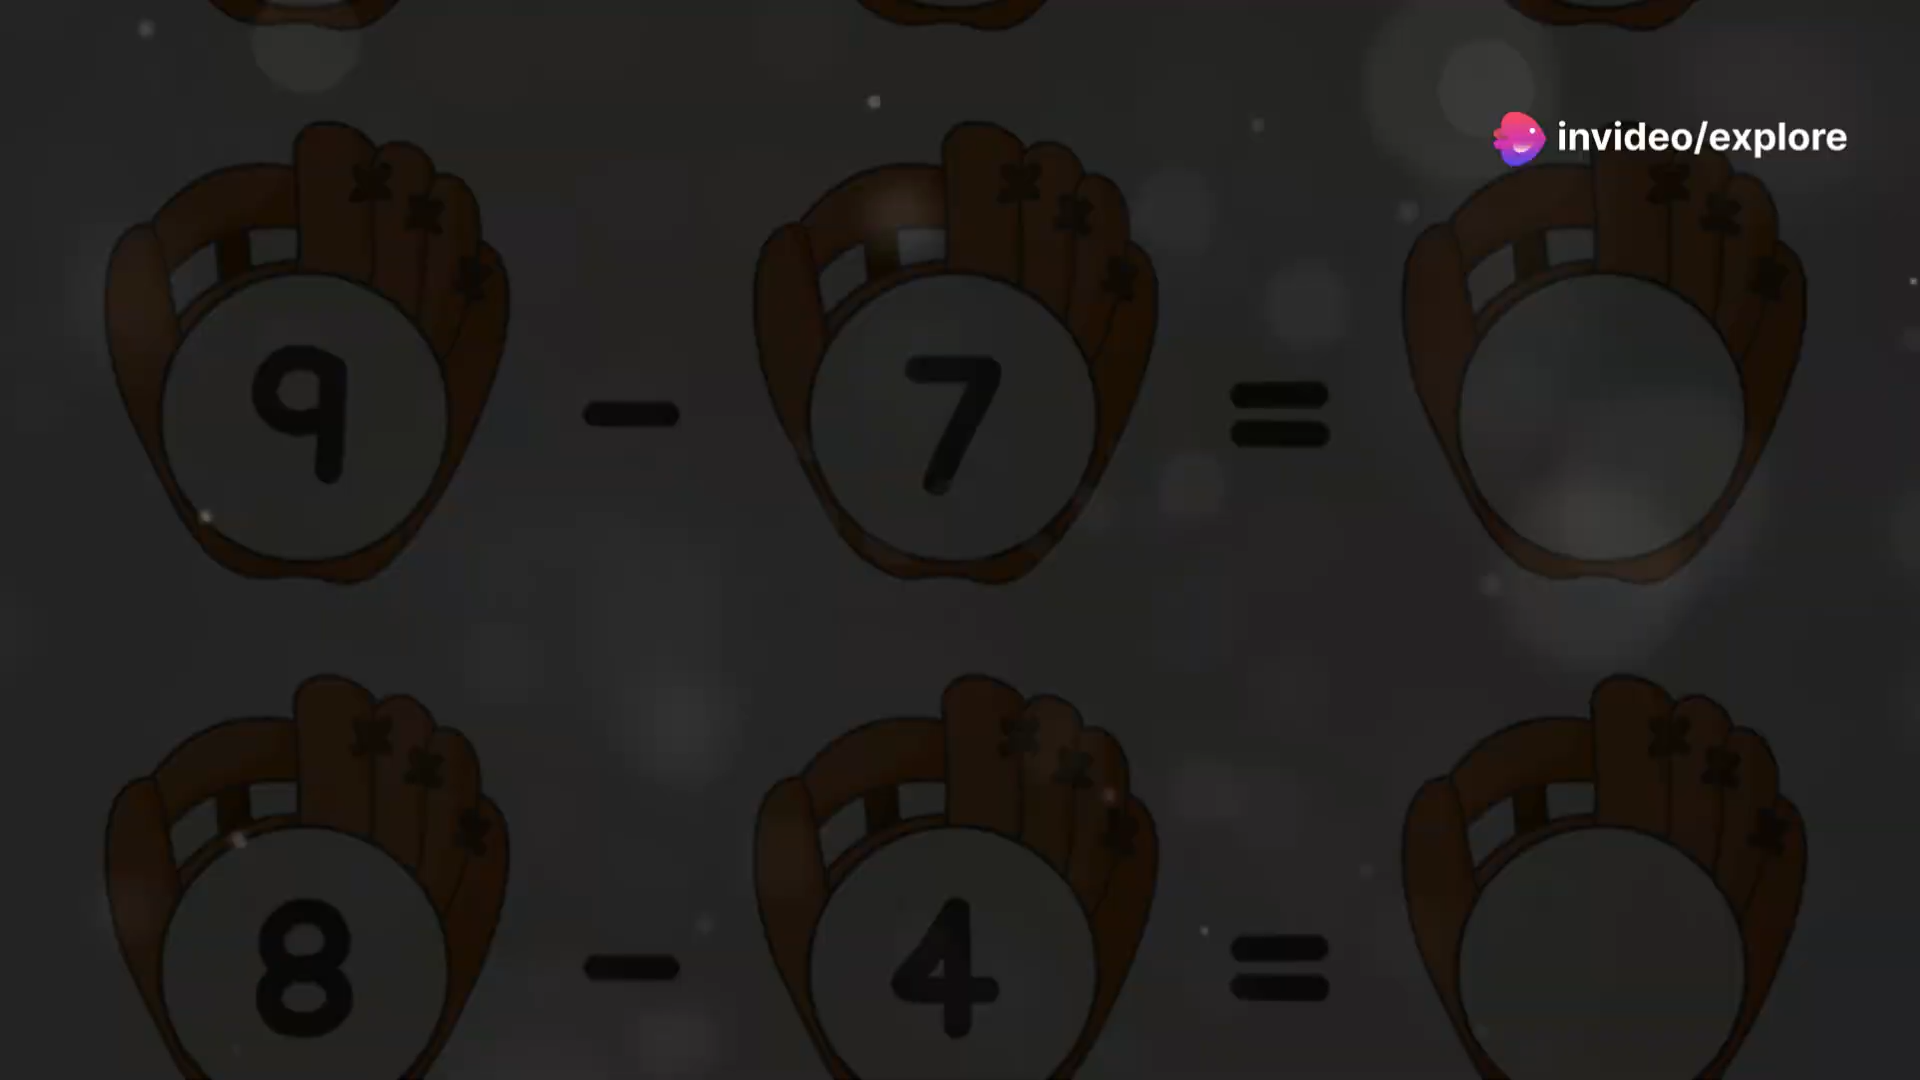 invideo/explore
9 - 7 =
8 - 4 =